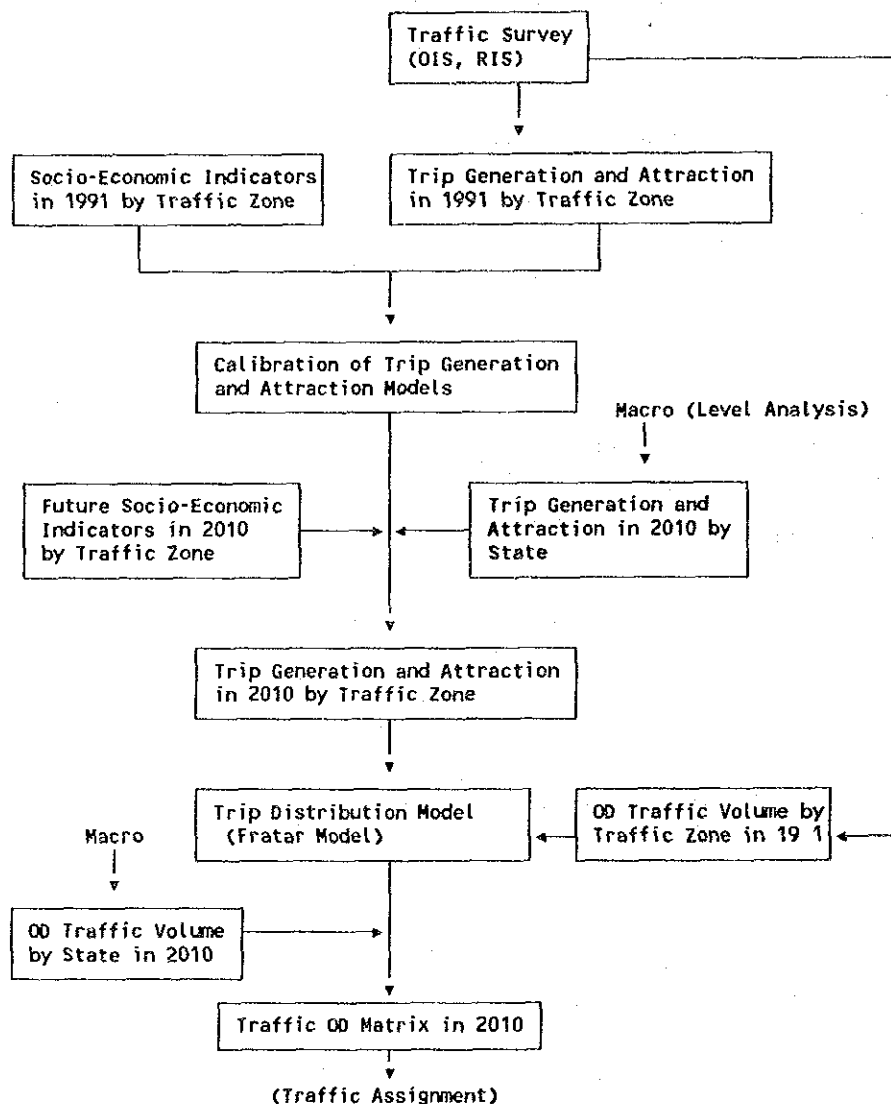 Traffic Survey
(OIS, RIS)
Socio-Economic Indicators
in 1991 by Traffic Zone
Trip Generation and Attraction
in 1991 by Traffic Zone
Calibration of Trip Generation
and Attraction Models
Macro (Level Analysis)
Future Socio-Economic
Indicators in 2010
by Traffic Zone
Trip Generation and
Attraction in 2010 by
State
Trip Generation and Attraction
in 2010 by Traffic Zone
Trip Distribution Model
(Fratar Model)
OD Traffic Volume by
Traffic Zone in 19 1
Macro
OD Traffic Volume
by State in 2010
Traffic OD Matrix in 2010
(Traffic Assignment)